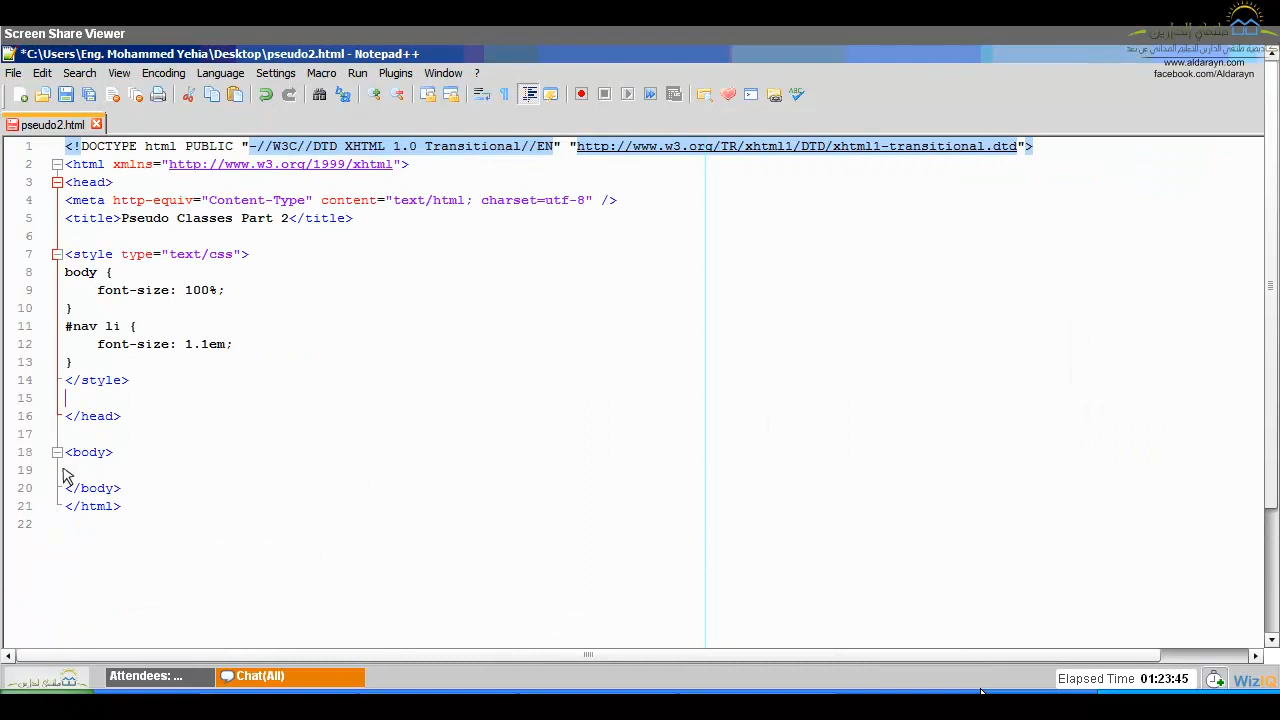 Screen Share Viewer
*C:\Users\Eng. Mohammed Yehia\Desktop\pseudo2.html - Notepad++
www.aldarayn.com
facebook.com/Aldarayn
File Edit Search View Encoding Language Settings Macro Run Plugins Window ?
pseudo2.html
1 <!DOCTYPE html PUBLIC "-//W3C//DTD XHTML 1.0 Transitional//EN" "http://www.w3.org/TR/xhtml1/DTD/xhtml1-transitional.dtd">
2 <html xmlns="http://www.w3.org/1999/xhtml">
3 <head>
4 <meta http-equiv="Content-Type" content="text/html; charset=utf-8" />
5 <title>Pseudo Classes Part 2</title>
6
7 <style type="text/css">
8 body {
9 font-size: 100%;
10 }
11 #nav li {
12 font-size: 1.1em;
13 }
14 </style>
15
16 </head>
17
18 <body>
19
20 </body>
21 </html>
22
Attendees: ... Chat(All) Elapsed Time 01:23:45 WizIQ